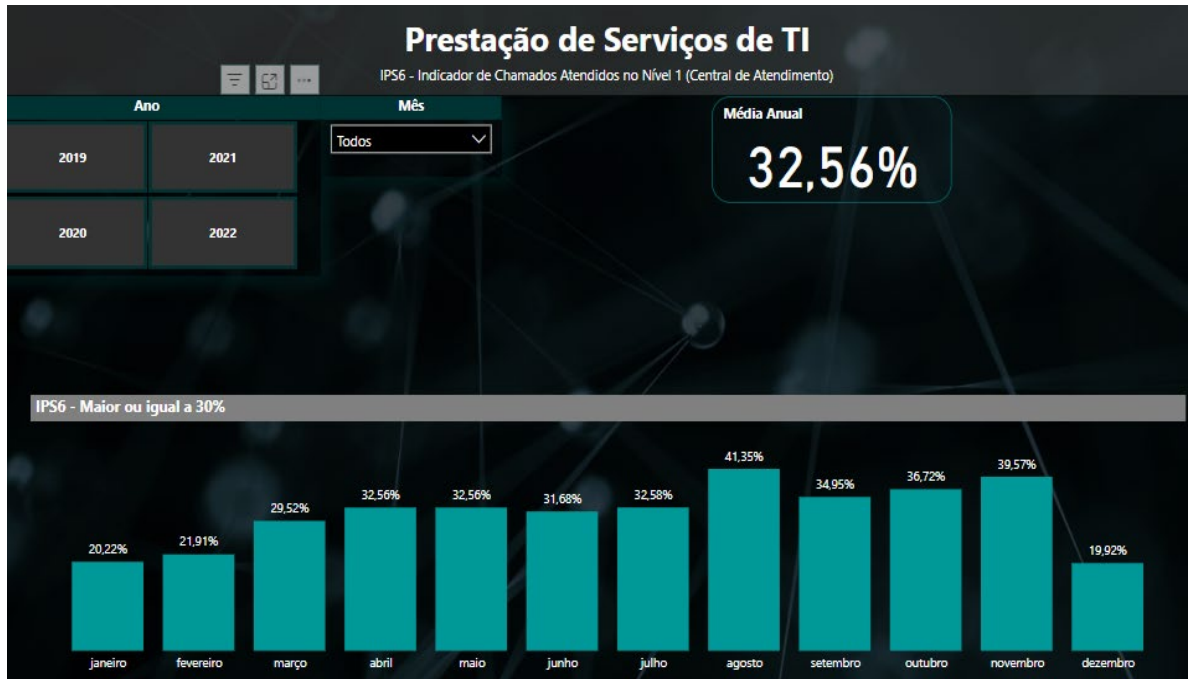 Prestação de Serviços de TI
IPS6 - Indicador de Chamados Atendidos no Nível 1 (Central de Atendimento)
Ano
Mês
Média Anual
Todos
32,56%
2019
2021
2020
2022
IPS6 - Maior ou igual a 30%
20,22%
21,91%
29,52%
32,56%
32,56%
31,68%
32,58%
41,35%
34,95%
36,72%
39,57%
19,92%
janeiro
fevereiro
março
abril
maio
junho
julho
agosto
setembro
outubro
novembro
dezembro